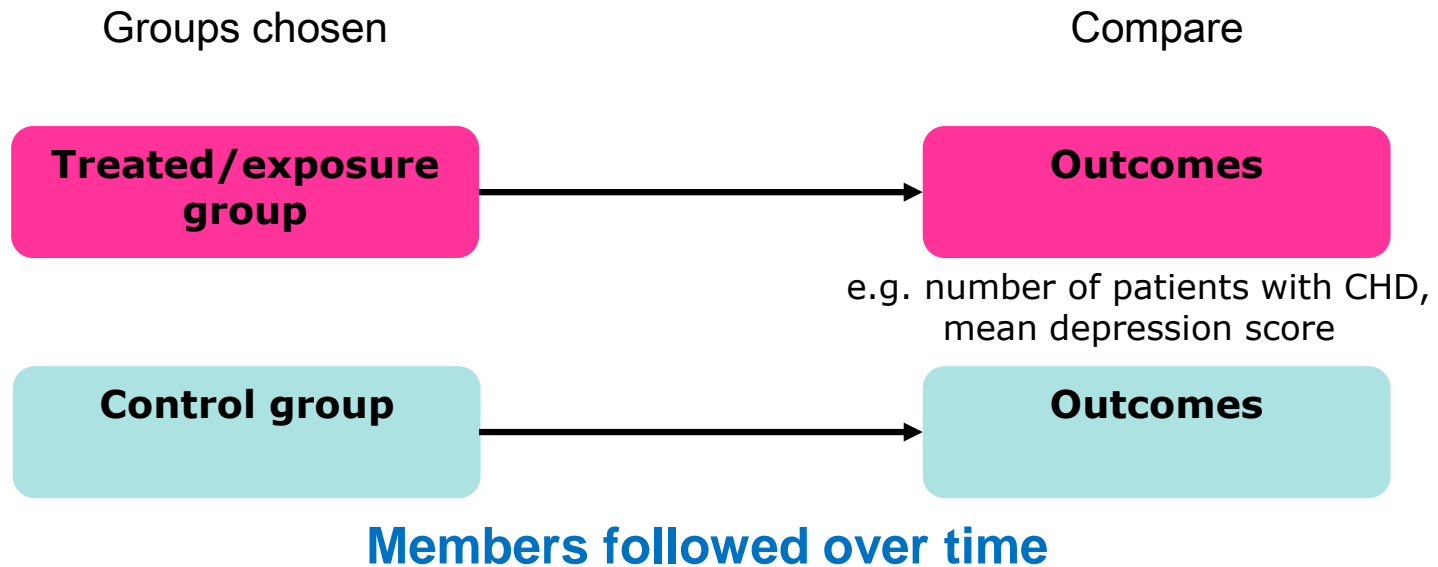 Groups chosen
Compare
Treated/exposure
group
Outcomes
e.g. number of patients with CHD,
mean depression score
Control group
Outcomes
Members followed over time